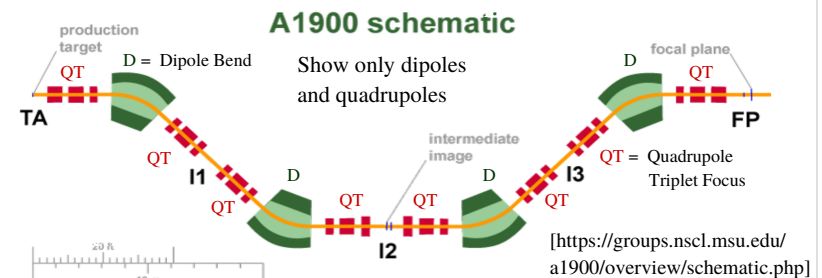 A1900 schematic
production
target
D = Dipole Bend
Show only dipoles
and quadrupoles
focal plane
QT
D
QT
TA
D
FP
QT
QT
I1
QT
D
QT
intermediate
image
QT
I2
D
I3
QT
QT = Quadrupole
Triplet Focus
[https://groups.nscl.msu.edu/
a1900/overview/schematic.php]